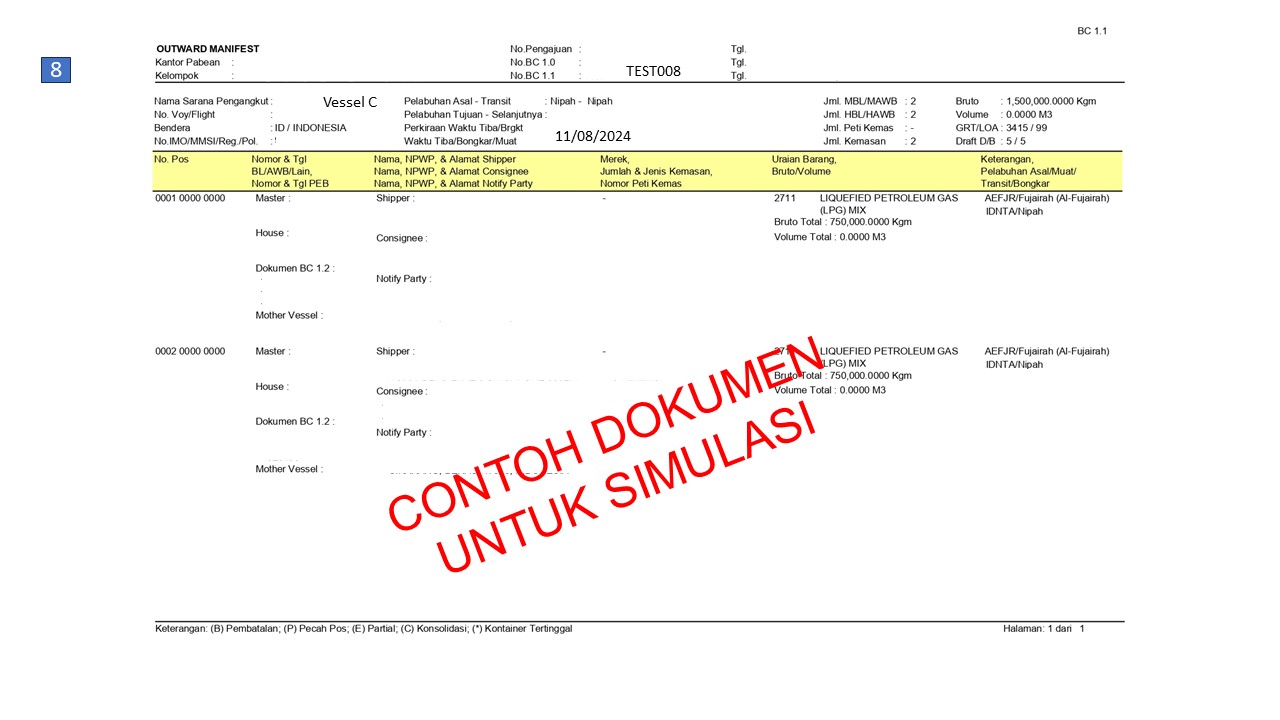 BC 1.1
8
OUTWARD MANIFEST No.Pengajuan : Tgl.
Kantor Pabean : No.BC 1.0 : Tgl.
Kelompok : No.BC 1.1 : TEST008 Tgl.
Nama Sarana Pengangkut : Vessel C Pelabuhan Asal - Transit : Nipah - Nipah Jml. MBL/MAWB : 2 Bruto : 1,500,000.0000 Kgm
No. Voy/Flight : Pelabuhan Tujuan - Selanjutnya : Jml. HBL/HAWB : 2 Volume : 0.0000 M3
Bendera : ID / INDONESIA Perkiraan Waktu Tiba/Brgkt Jml. Peti Kemas : - GRT/LOA : 3415 / 99
No.IMO/MMSI/Reg./Pol. : Waktu Tiba/Bongkar/Muat 11/08/2024 Jml. Kemasan : 2 Draft D/B : 5 / 5
No. Pos Nomor & Tgl Nama, NPWP, & Alamat Shipper Merek, Uraian Barang, Keterangan,
BL/AWB/Lain, Nama, NPWP, & Alamat Consignee Jumlah & Jenis Kemasan, Bruto/Volume Pelabuhan Asal/Muat/
Nomor & Tgl PEB Nama, NPWP, & Alamat Notify Party Nomor Peti Kemas Transit/Bongkar
0001 0000 0000 Master : Shipper : - 2711 LIQUEFIED PETROLEUM GAS AEFJR/Fujairah (Al-Fujairah)
(LPG) MIX IDNTA/Nipah
Bruto Total : 750,000.0000 Kgm
House : Consignee : Volume Total : 0.0000 M3
Dokumen BC 1.2 :
Notify Party :
Mother Vessel :
0002 0000 0000 Master : Shipper : - 2711 LIQUEFIED PETROLEUM GAS AEFJR/Fujairah (Al-Fujairah)
(LPG) MIX IDNTA/Nipah
Bruto Total : 750,000.0000 Kgm
House : Consignee : Volume Total : 0.0000 M3
Dokumen BC 1.2 :
Notify Party :
Mother Vessel :
CONTOH DOKUMEN
UNTUK SIMULASI
Keterangan: (B) Pembatalan; (P) Pecah Pos; (E) Partial; (C) Konsolidasi; (*) Kontainer Tertinggal Halaman: 1 dari 1